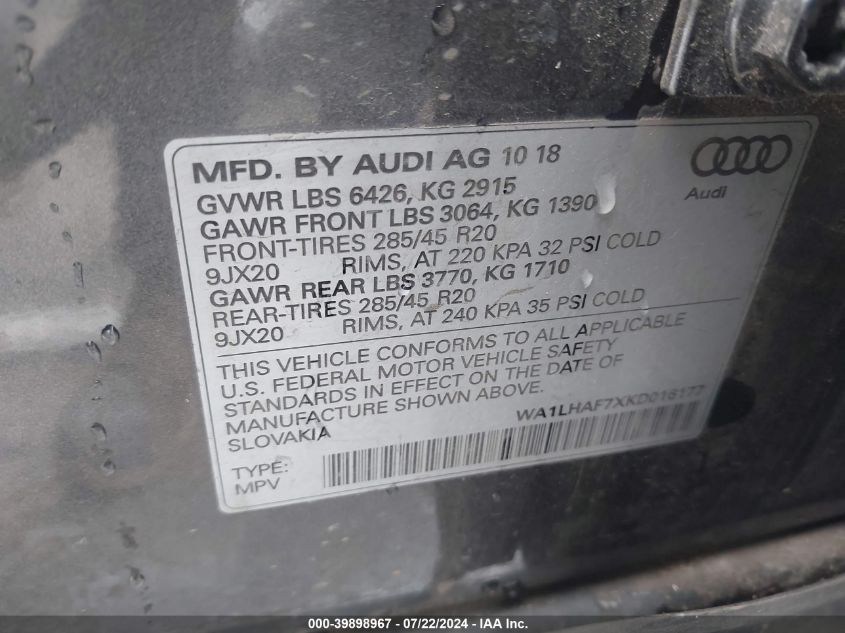 MFD. BY AUDI AG 10 18
GVWR LBS 6426, KG 2915
GAWR FRONT LBS 3064, KG 1390
FRONT-TIRES 285/45 R20
9JX20 RIMS, AT 220 KPA 32 PSI COLD
GAWR REAR LBS 3770, KG 1710
REAR-TIRES 285/45 R20
9JX20 RIMS, AT 240 KPA 35 PSI COLD
Audi
THIS VEHICLE CONFORMS TO ALL APPLICABLE
U.S. FEDERAL MOTOR VEHICLE SAFETY
STANDARDS IN EFFECT ON THE DATE OF
MANUFACTURE SHOWN ABOVE.
SLOVAKIA
WA1LHAF7XKD016177
TYPE:
MPV
000-39898967 / 07/22/2024 / IAA Inc.